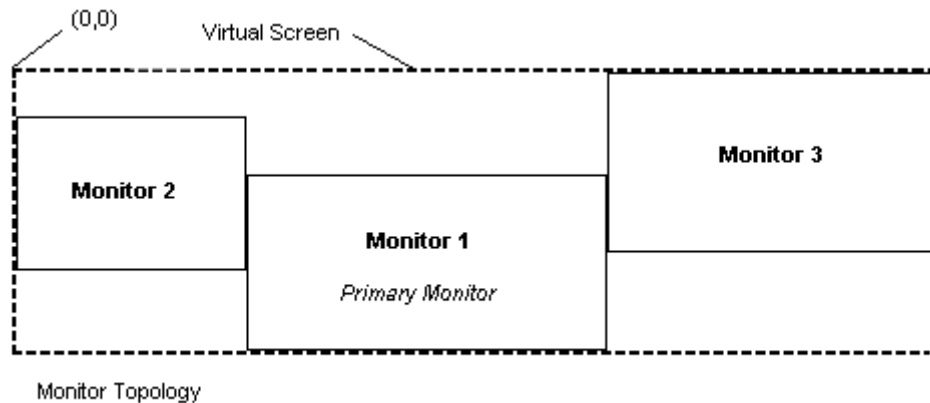 (0,0)
Virtual Screen
Monitor 3
Monitor 2
Monitor 1
Primary Monitor
Monitor Topology